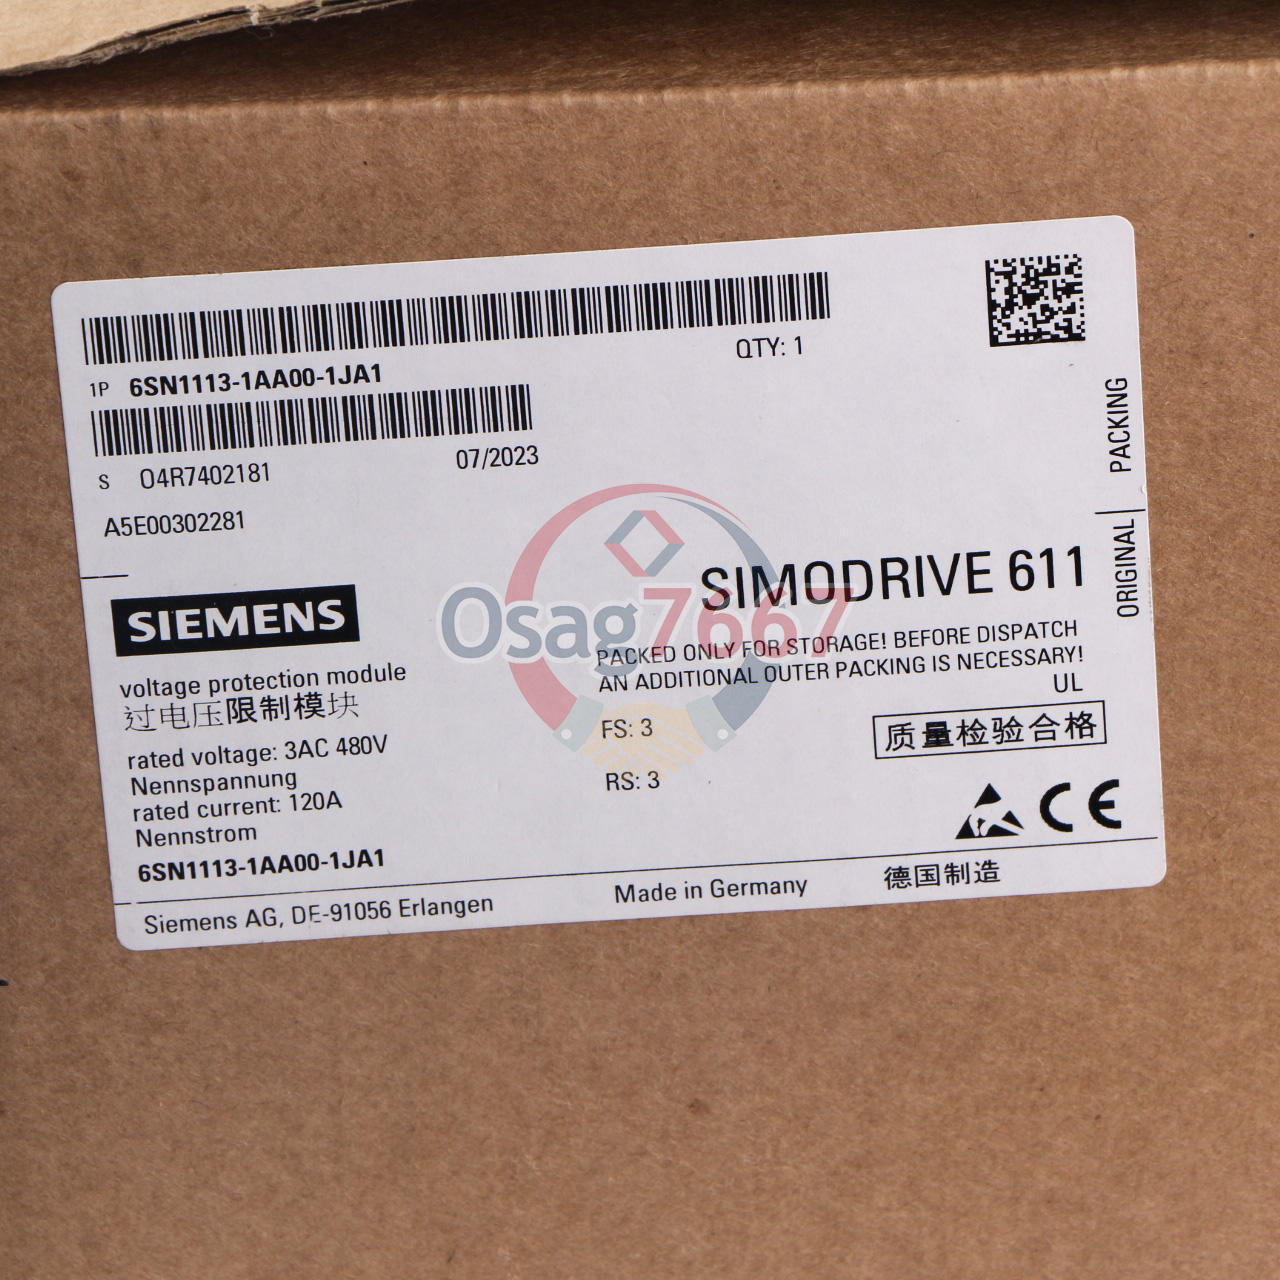 QTY: 1
1P 6SN1113-1AA00-1JA1
S O4R7402181 07/2023
A5E00302281
ORIGINAL PACKING
SIEMENS
SIMODRIVE 611
Osag7667
PACKED ONLY FOR STORAGE! BEFORE DISPATCH
AN ADDITIONAL OUTER PACKING IS NECESSARY!
UL
voltage protection module
过电压限制模块
FS: 3
质量检验合格
rated voltage: 3AC 480V
Nennspannung
RS: 3
rated current: 120A
Nennstrom
CE
6SN1113-1AA00-1JA1
Siemens AG, DE-91056 Erlangen Made in Germany 德国制造